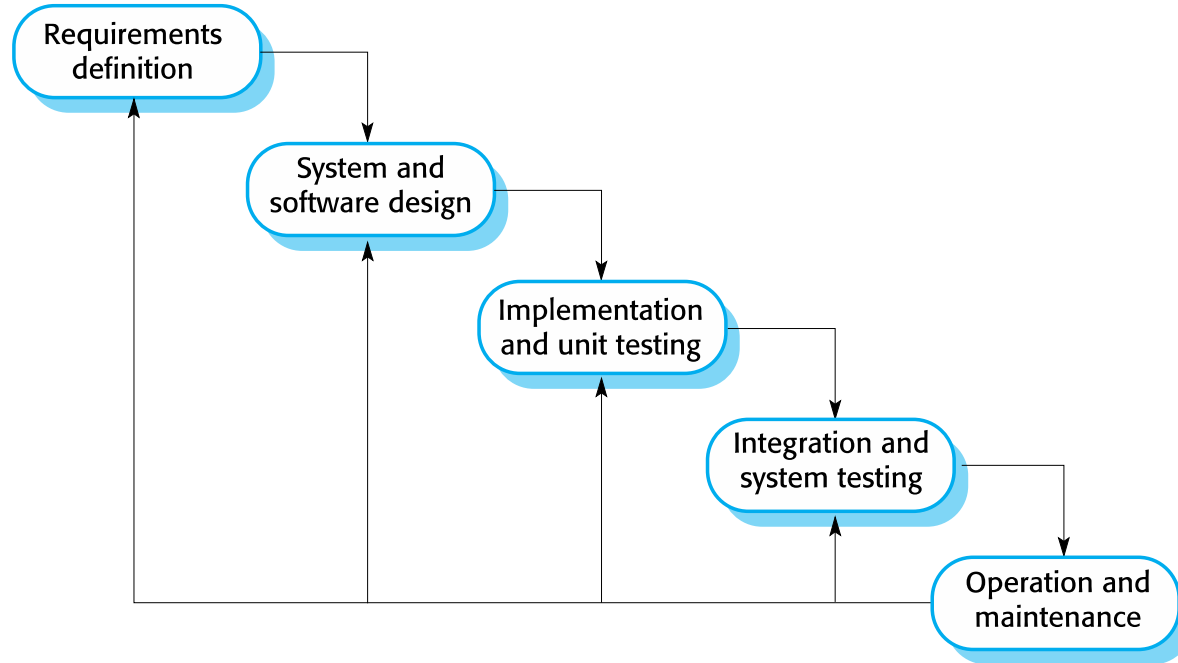 Requirements
definition
System and
software design
Implementation
and unit testing
Integration and
system testing
Operation and
maintenance